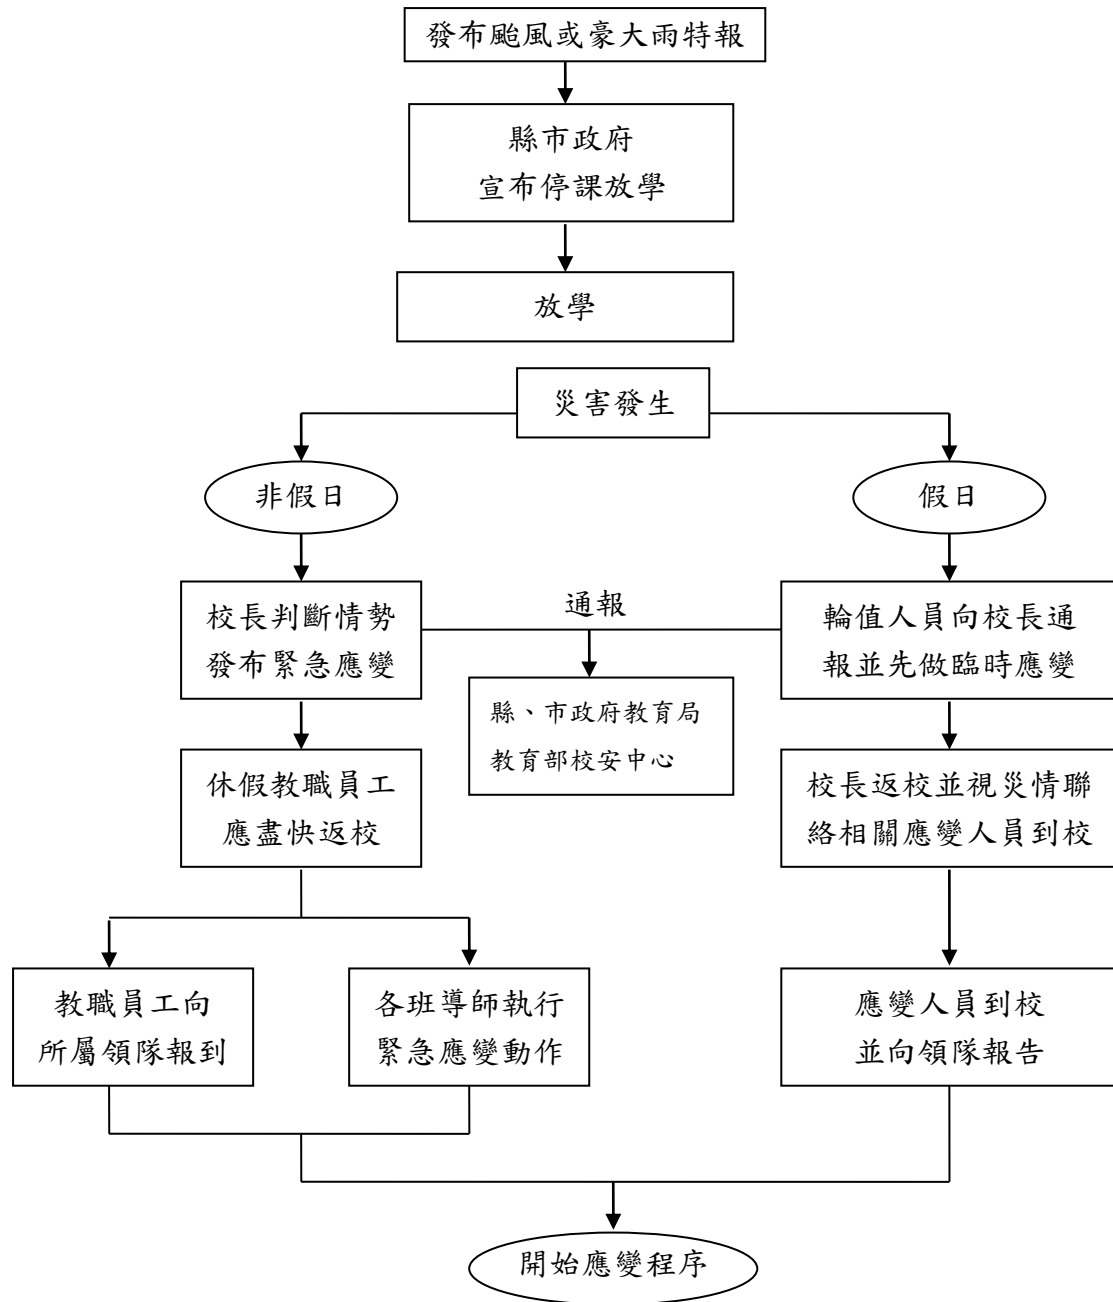 發布颱風或豪大雨特報
縣市政府
宣布停課放學
放學
災害發生
非假日
假日
校長判斷情勢
發布緊急應變
通報
輪值人員向校長通
報並先做臨時應變
縣、市政府教育局
教育部校安中心
休假教職員工
應盡快返校
校長返校並視災情聯
絡相關應變人員到校
教職員工向
所屬領隊報到
各班導師執行
緊急應變動作
應變人員到校
並向領隊報告
開始應變程序